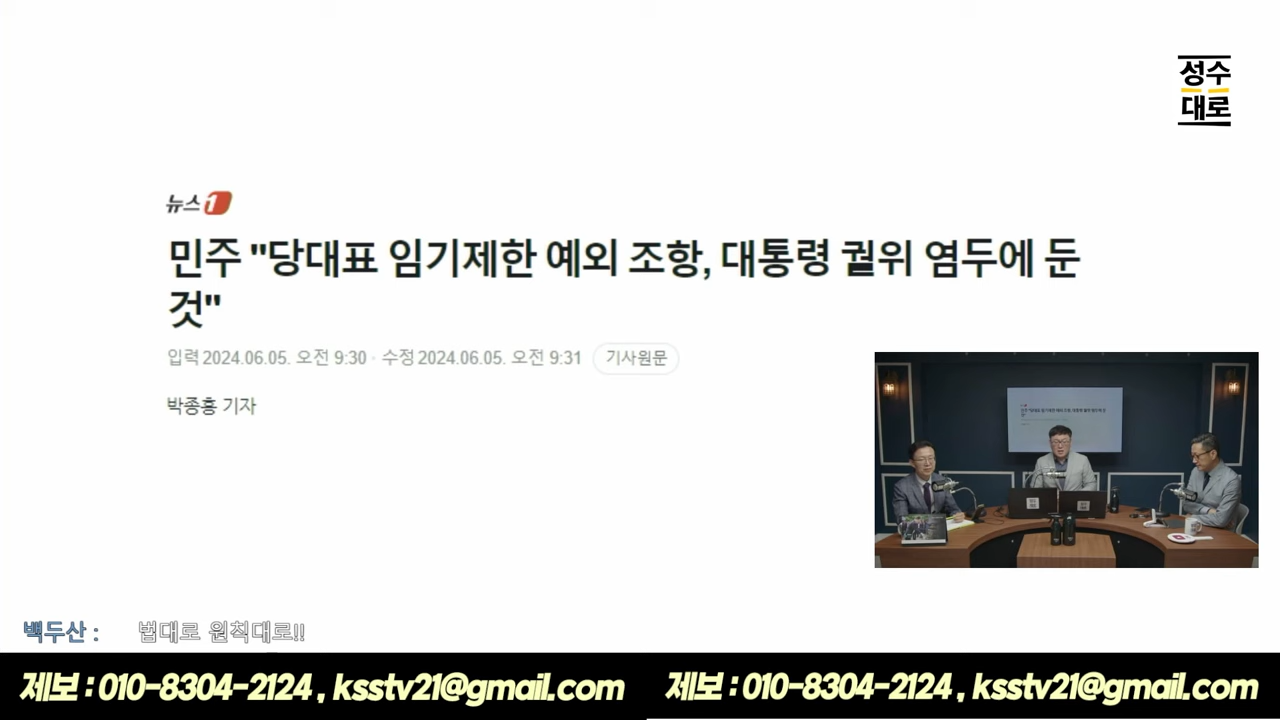 성수
대로
뉴스1
민주 "당대표 임기제한 예외 조항, 대통령 궐위 염두에 둔
것"
입력 2024.06.05. 오전 9:30 · 수정 2024.06.05. 오전 9:31 기사원문
박종홍 기자
백두산 : 법대로 원칙대로!!
제보 : 010-8304-2124 , ksstv21@gmail.com 제보 : 010-8304-2124 , ksstv21@gmail.com